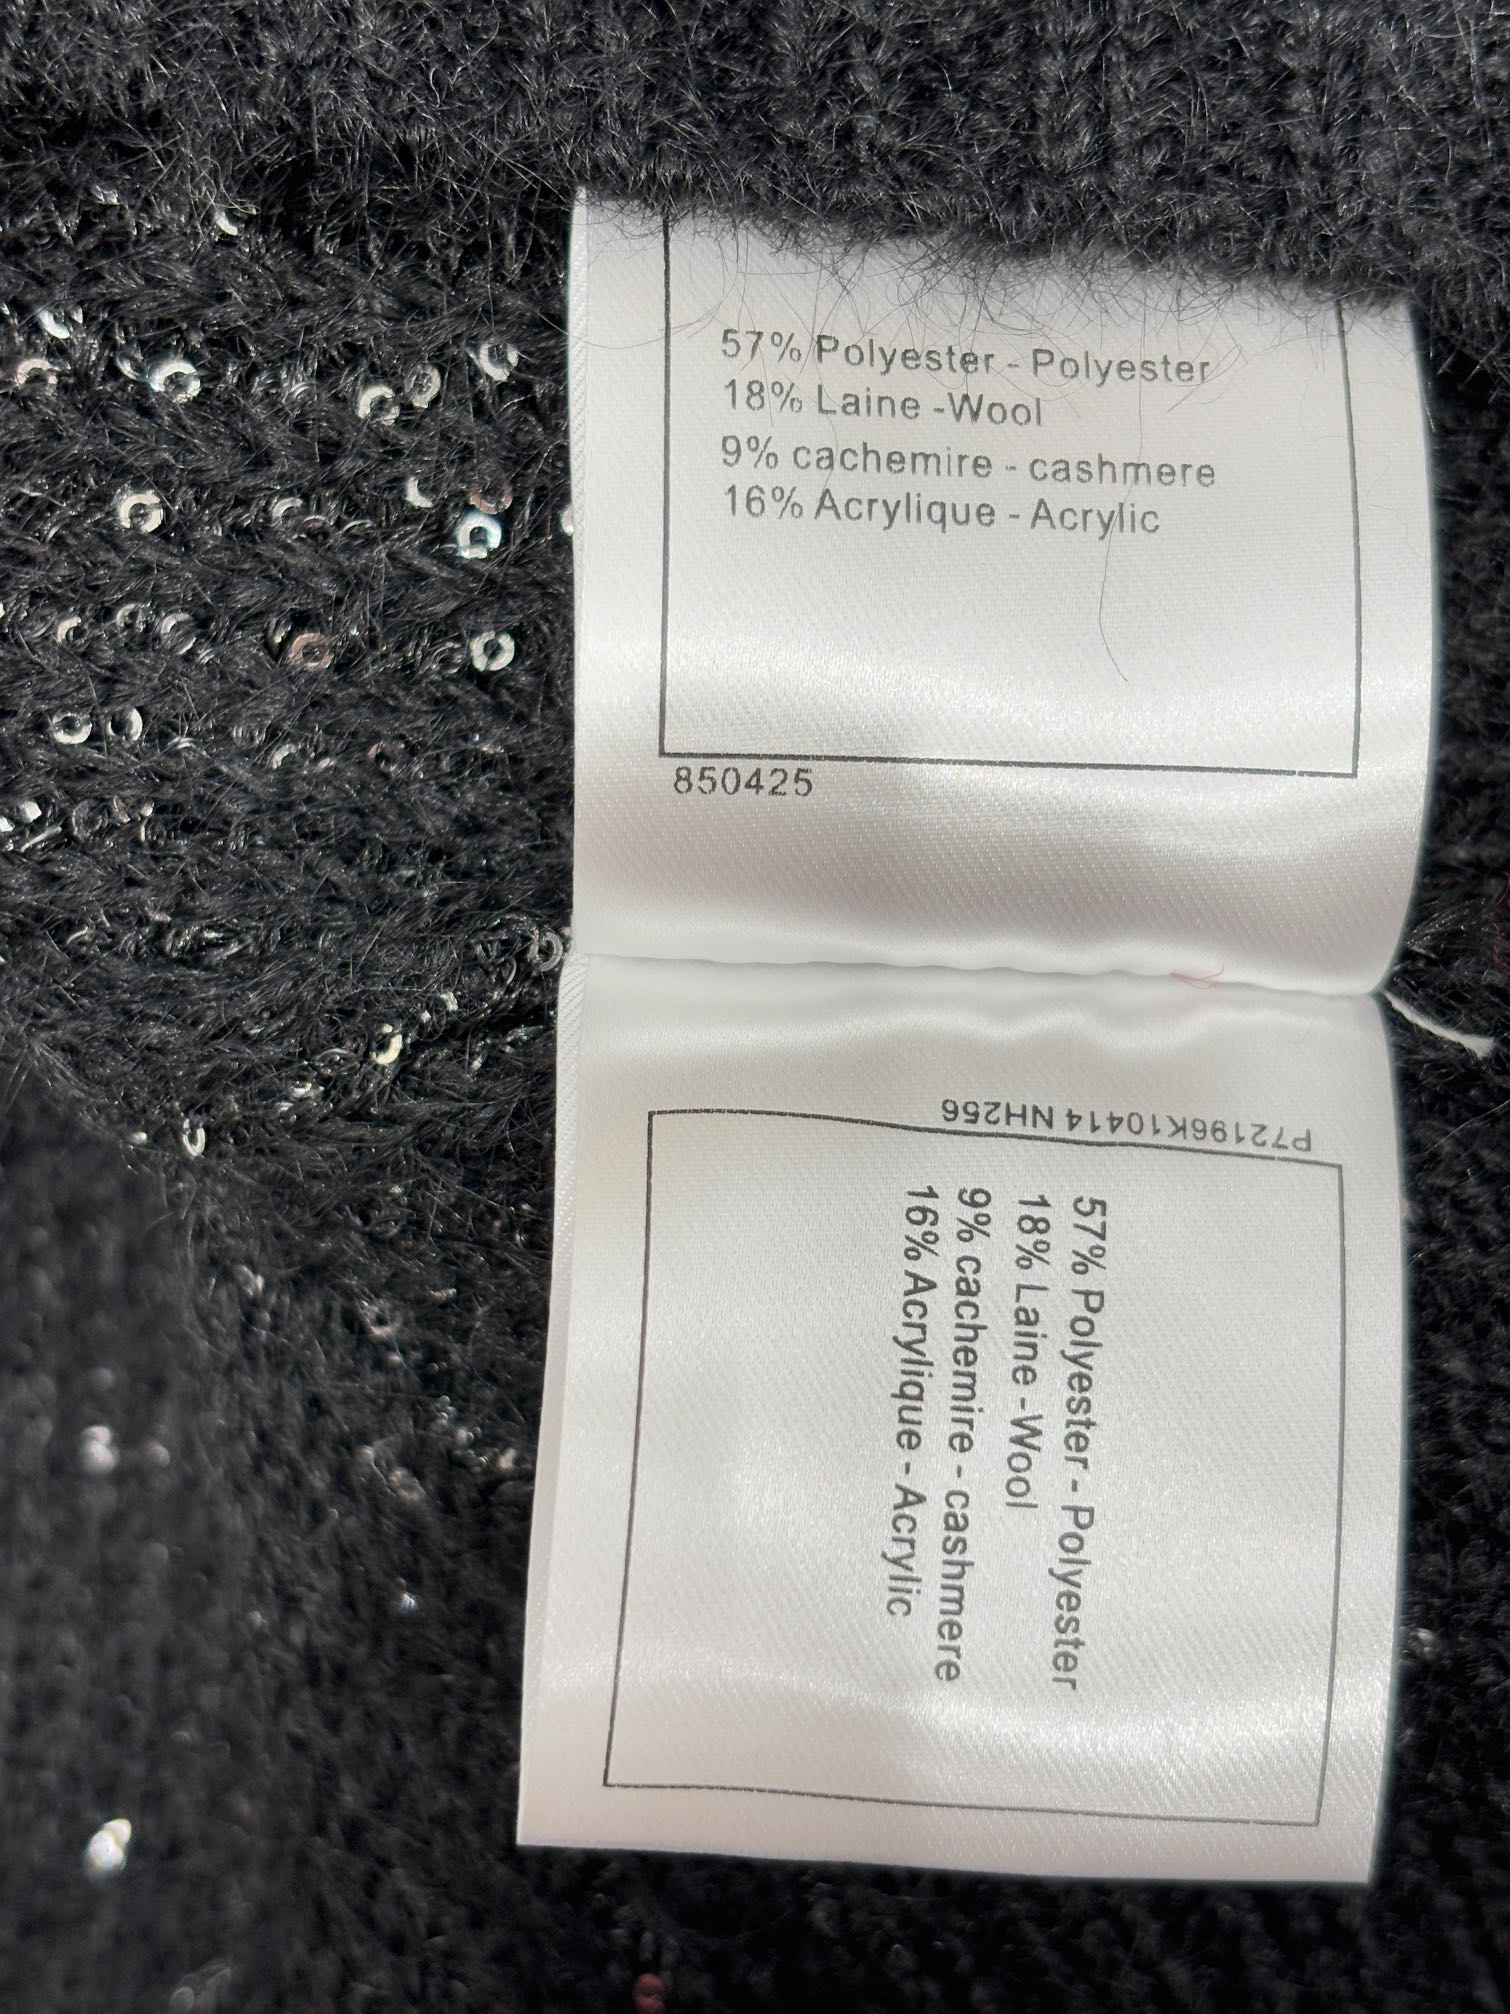 57% Polyester - Polyester
18% Laine -Wool
9% cachemire - cashmere
16% Acrylique - Acrylic
850425
P72196K10414 NH256
57% Polyester - Polyester
18% Laine -Wool
9% cachemire - cashmere
16% Acrylique - Acrylic